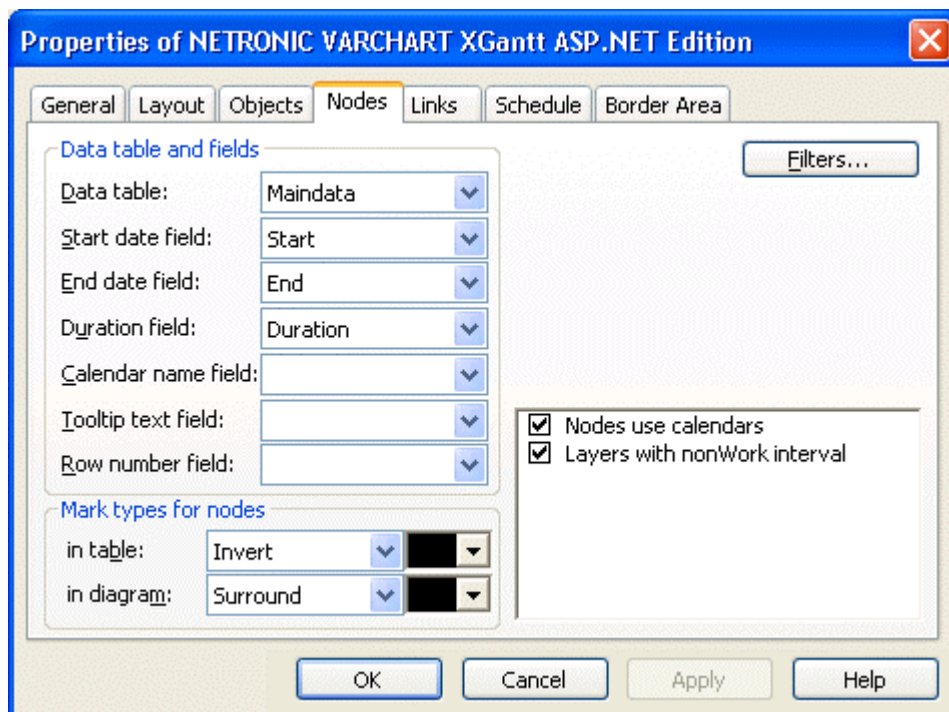 Properties of NETRONIC VARCHART XGantt ASP.NET Edition
General Layout Objects Nodes Links Schedule Border Area
Data table and fields
Filters...
Data table: Maindata
Start date field: Start
End date field: End
Duration field: Duration
Calendar name field:
Tooltip text field:
Row number field:
Nodes use calendars
Layers with nonWork interval
Mark types for nodes
in table: Invert
in diagram: Surround
OK Cancel Apply Help